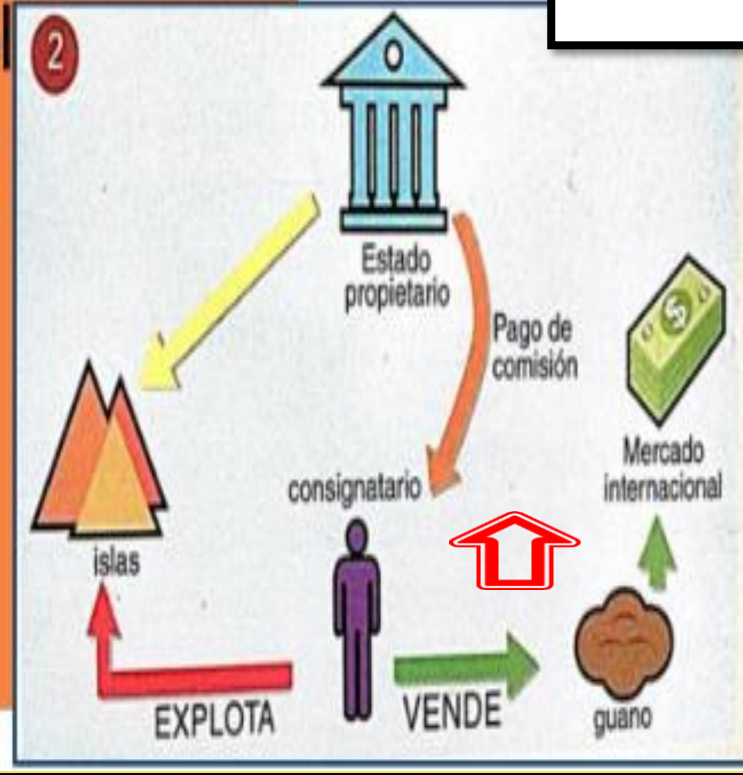 2
Estado
propietario
Pago de
comisión
Mercado
internacional
consignatario
islas
EXPLOTA
VENDE
guano